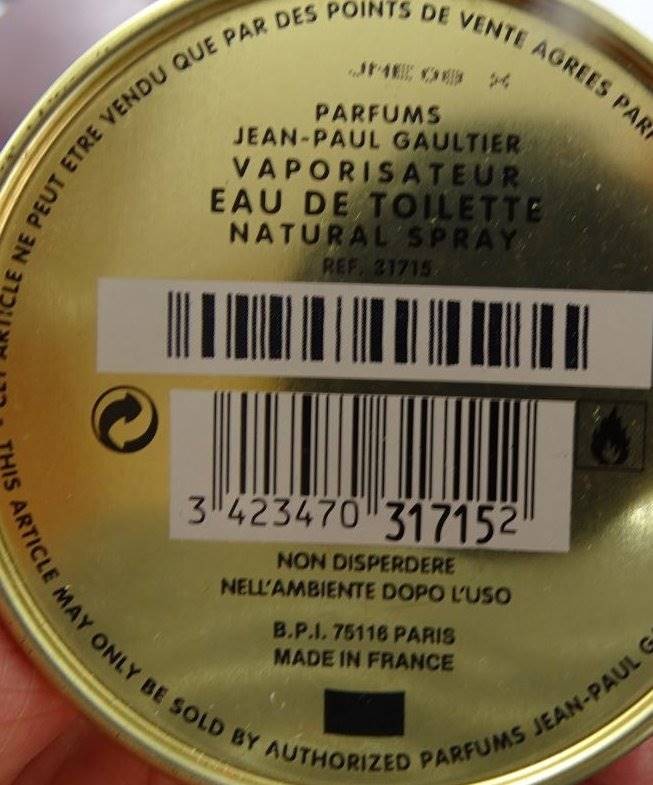 CET ARTICLE NE PEUT ETRE VENDU QUE PAR DES POINTS DE VENTE AGREES
PARFUMS
JEAN-PAUL GAULTIER
VAPORISATEUR
EAU DE TOILETTE
NATURAL SPRAY
REF. 31715
3 423470 317152
NON DISPERDERE
NELL'AMBIENTE DOPO L'USO
B.P.I. 75116 PARIS
MADE IN FRANCE
THIS ARTICLE MAY ONLY BE SOLD BY AUTHORIZED PARFUMS JEAN-PAUL